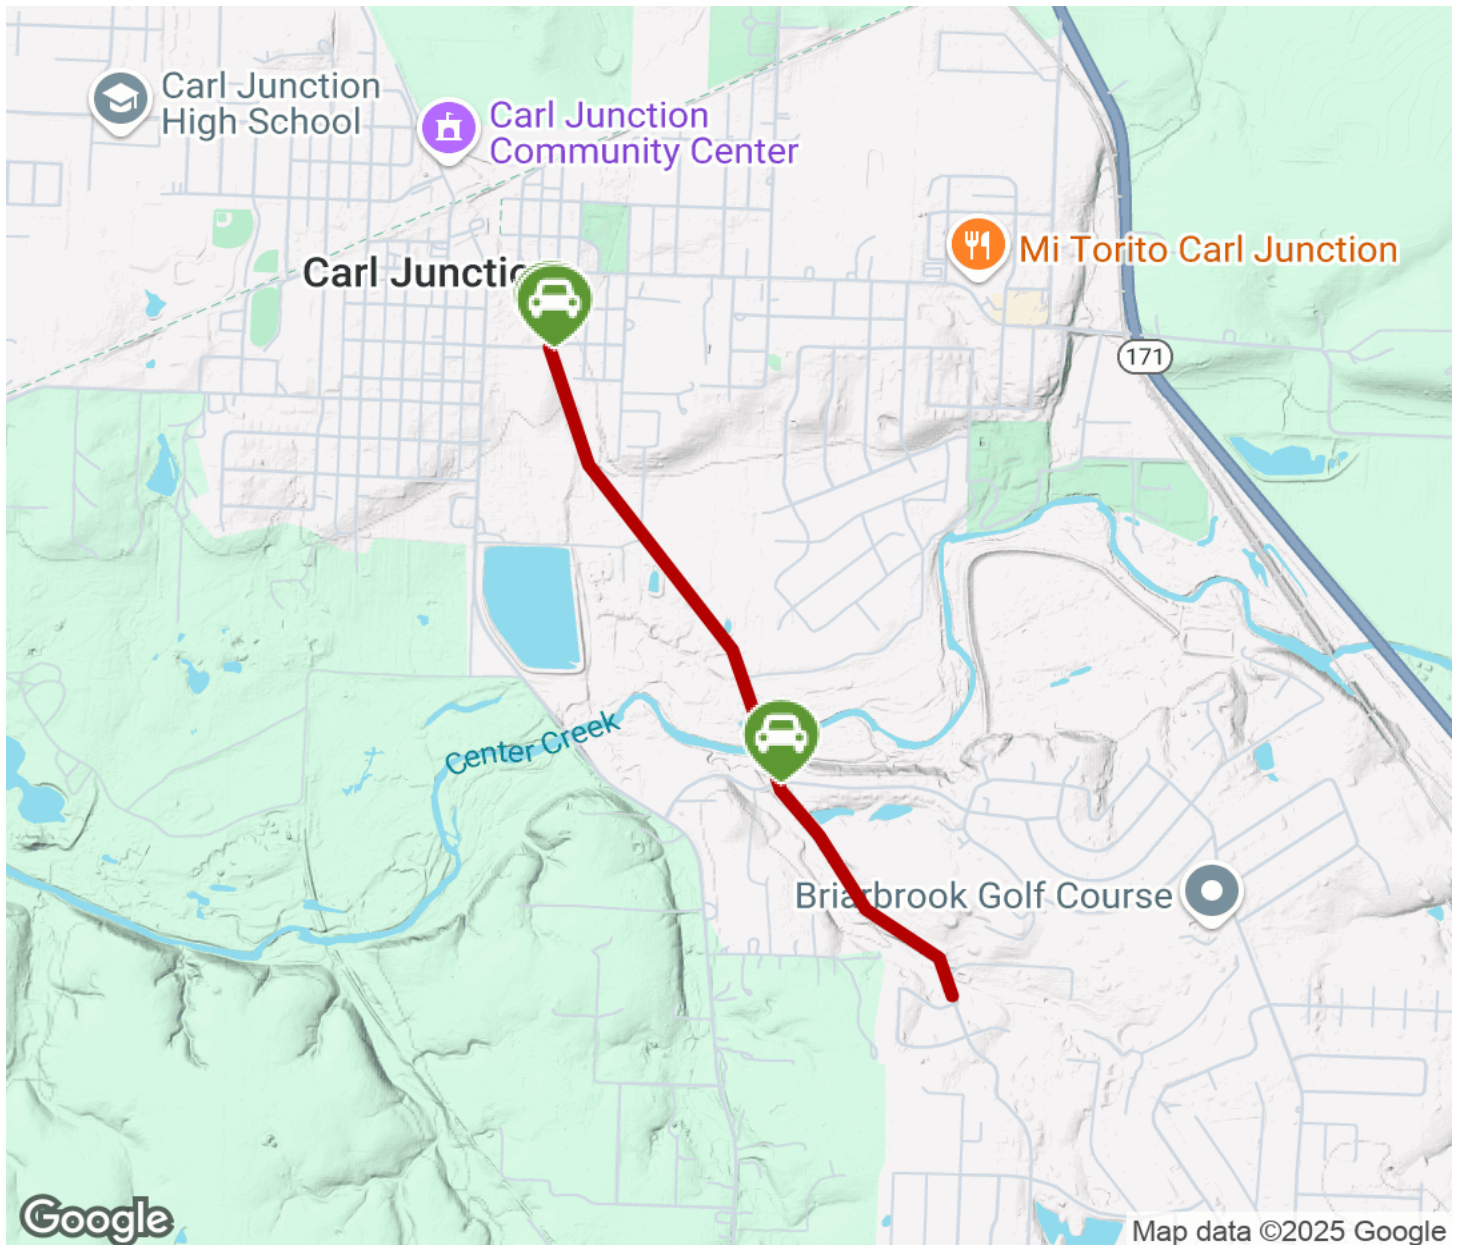 Carl Junction
High School
Carl Junction
Community Center
Mi Torito Carl Junction
Carl Junctio
171
Center Creek
Briarbrook Golf Course
Google
Map data ©2025 Google